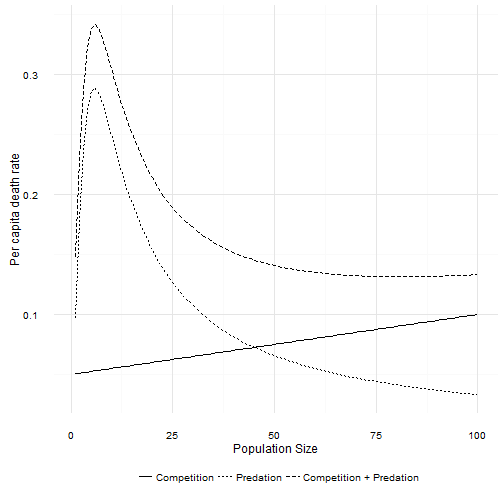 Per capita death rate
0.3
0.2
0.1
0 25 50 75 100
Population Size
Competition Predation Competition + Predation